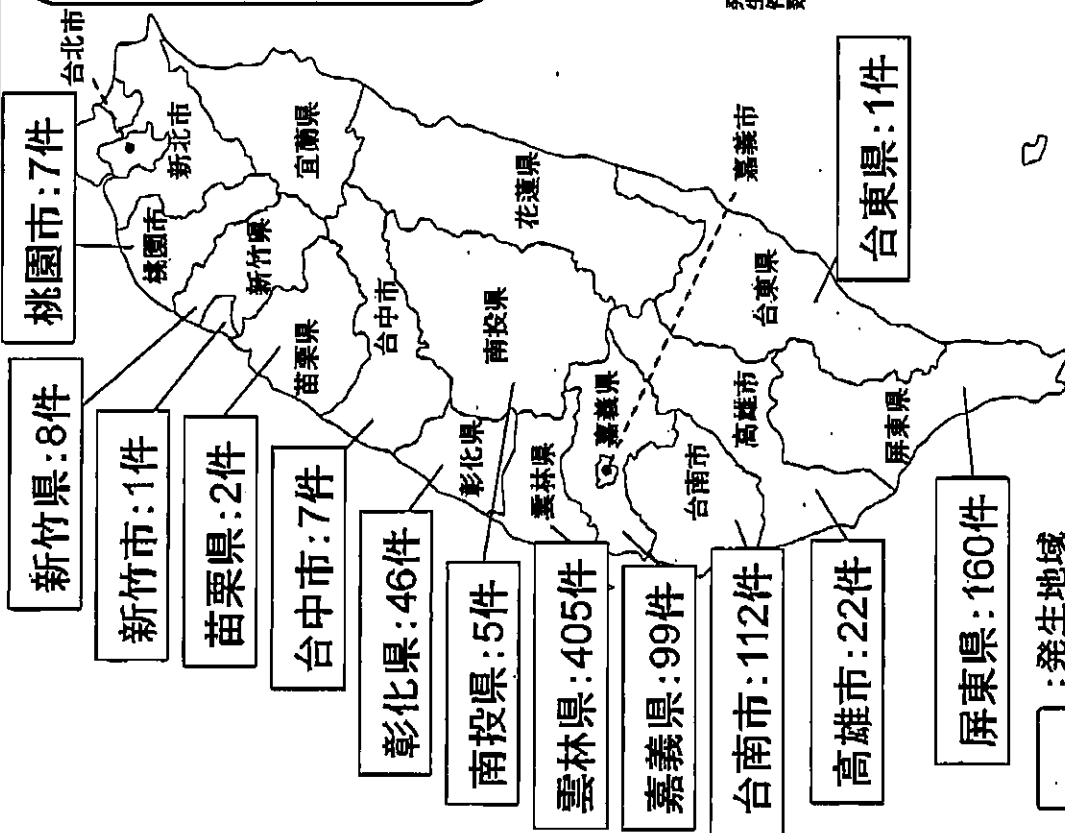 桃園市:7件
新竹県:8件
新竹市:1件
苗栗県:2件
台中市:7件
彰化県:46件
南投県:5件
雲林県:405件
嘉義県:99件
台南市:112件
高雄市:22件
屏東県:160件
台東県:1件
台北市
新北市
桃園市
宜蘭県
新竹県
苗栗県
台中市
花蓮県
南投県
彰化県
雲林県
嘉義県
嘉義市
台南市
高雄市
台東県
屏東県
:発生地域